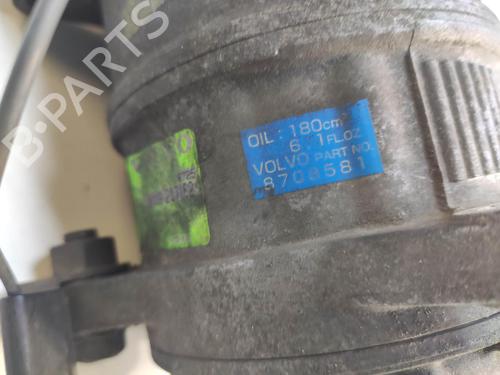 B-PARTS
OIL : 180cm³
6.1FL.OZ
VOLVO PART NO.
8708581